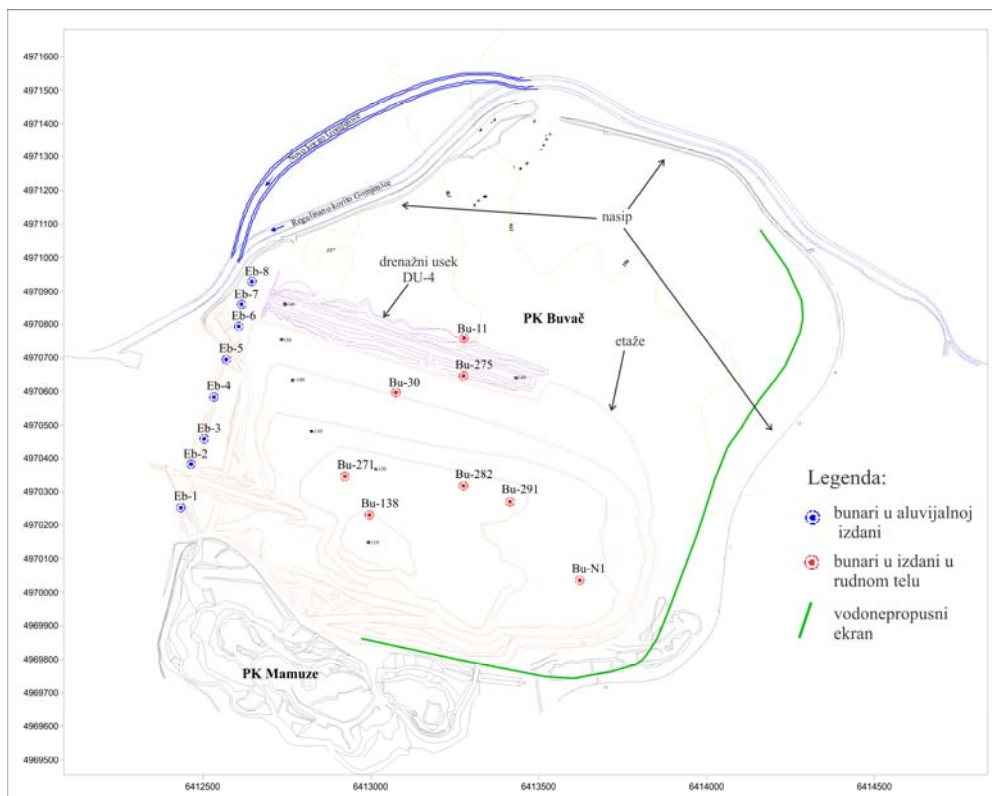 4971600
4971500
4971400
4971300
4971200
4971100
4971000
4970900
4970800
4970700
4970600
4970500
4970400
4970300
4970200
4970100
4970000
4969900
4969800
4969700
4969600
4969500
Regulisano korito Gomjenice
nasip
Eb-8
Eb-7
Eb-6
Eb-5
Eb-4
Eb-3
Eb-2
Eb-1
drenažni usek
DU-4
PK Buvač
etaže
Bu-11
Bu-275
Bu-30
Bu-271
Bu-282
Bu-291
Bu-138
Bu-N1
PK Mamuze
Legenda:
bunari u aluvijalnoj
izdani
bunari u izdani u
rudnom telu
vodonepropusni
ekran
6412500
6413000
6413500
6414000
6414500